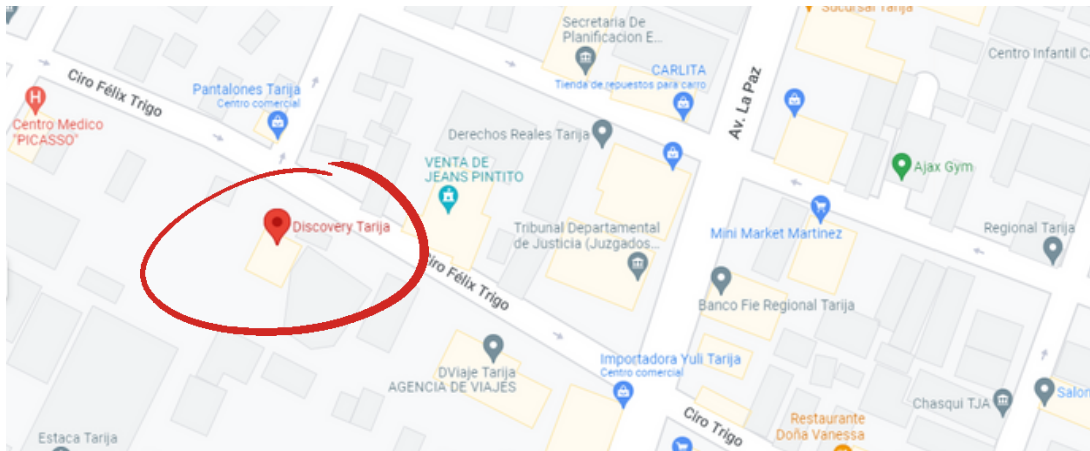 Sucursal Tarija
Secretaria De
Planificacion E...
Centro Infantil C
Ciro Félix Trigo
Pantalones Tarija
Centro comercial
CARLITA
Tienda de repuestos para carro
Av. La Paz
Centro Medico
"PICASSO"
Derechos Reales Tarija
VENTA DE
JEANS PINTITO
Ajax Gym
Discovery Tarija
Tribunal Departamental
de Justicia (Juzgados...
Mini Market Martinez
Regional Tarija
Ciro Félix Trigo
Banco Fie Regional Tarija
DViaje Tarija
AGENCIA DE VIAJES
Importadora Yuli Tarija
Centro comercial
Chasqui TJA
Salon
Ciro Trigo
Restaurante
Doña Vanessa
Estaca Tarija